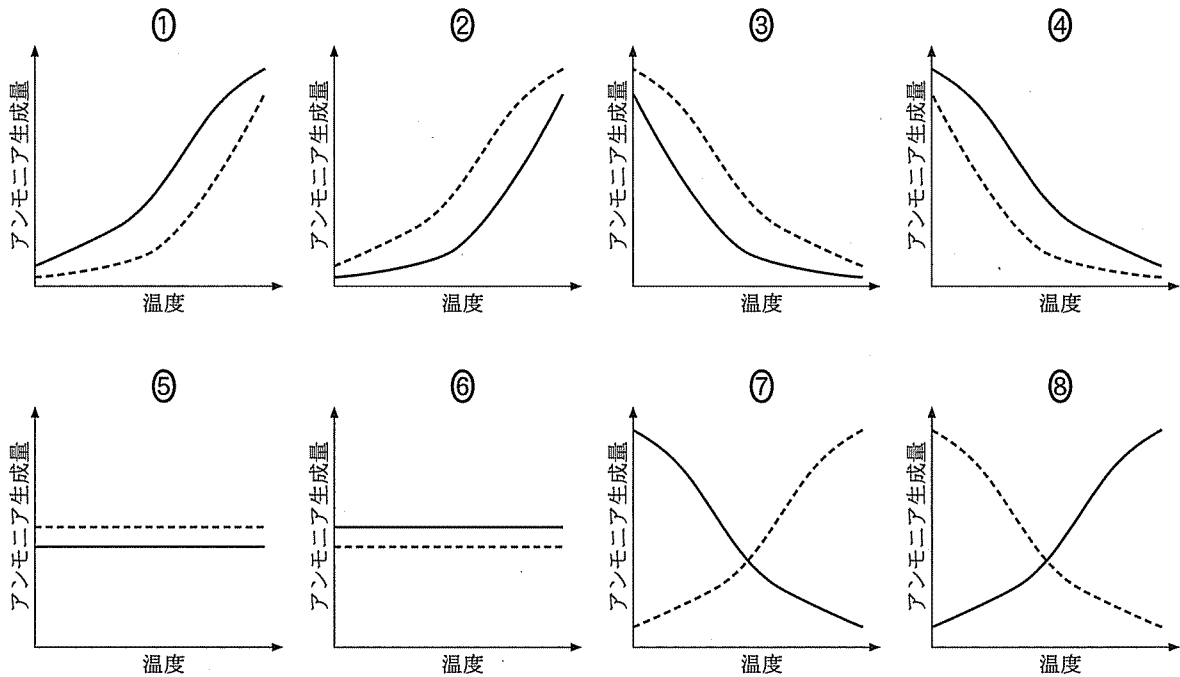 ① ② ③ ④
アンモニア生成量 アンモニア生成量 アンモニア生成量 アンモニア生成量
温度 温度 温度 温度
⑤ ⑥ ⑦ ⑧
アンモニア生成量 アンモニア生成量 アンモニア生成量 アンモニア生成量
温度 温度 温度 温度